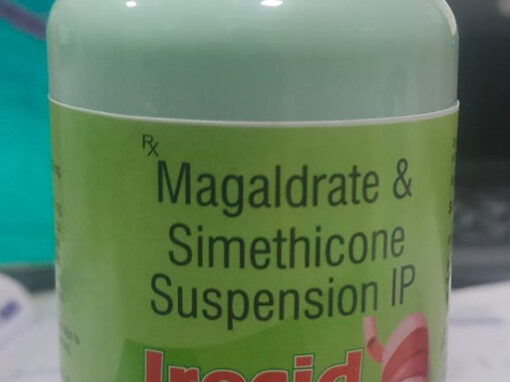 Rx
Magaldrate &
Simethicone
Suspension IP